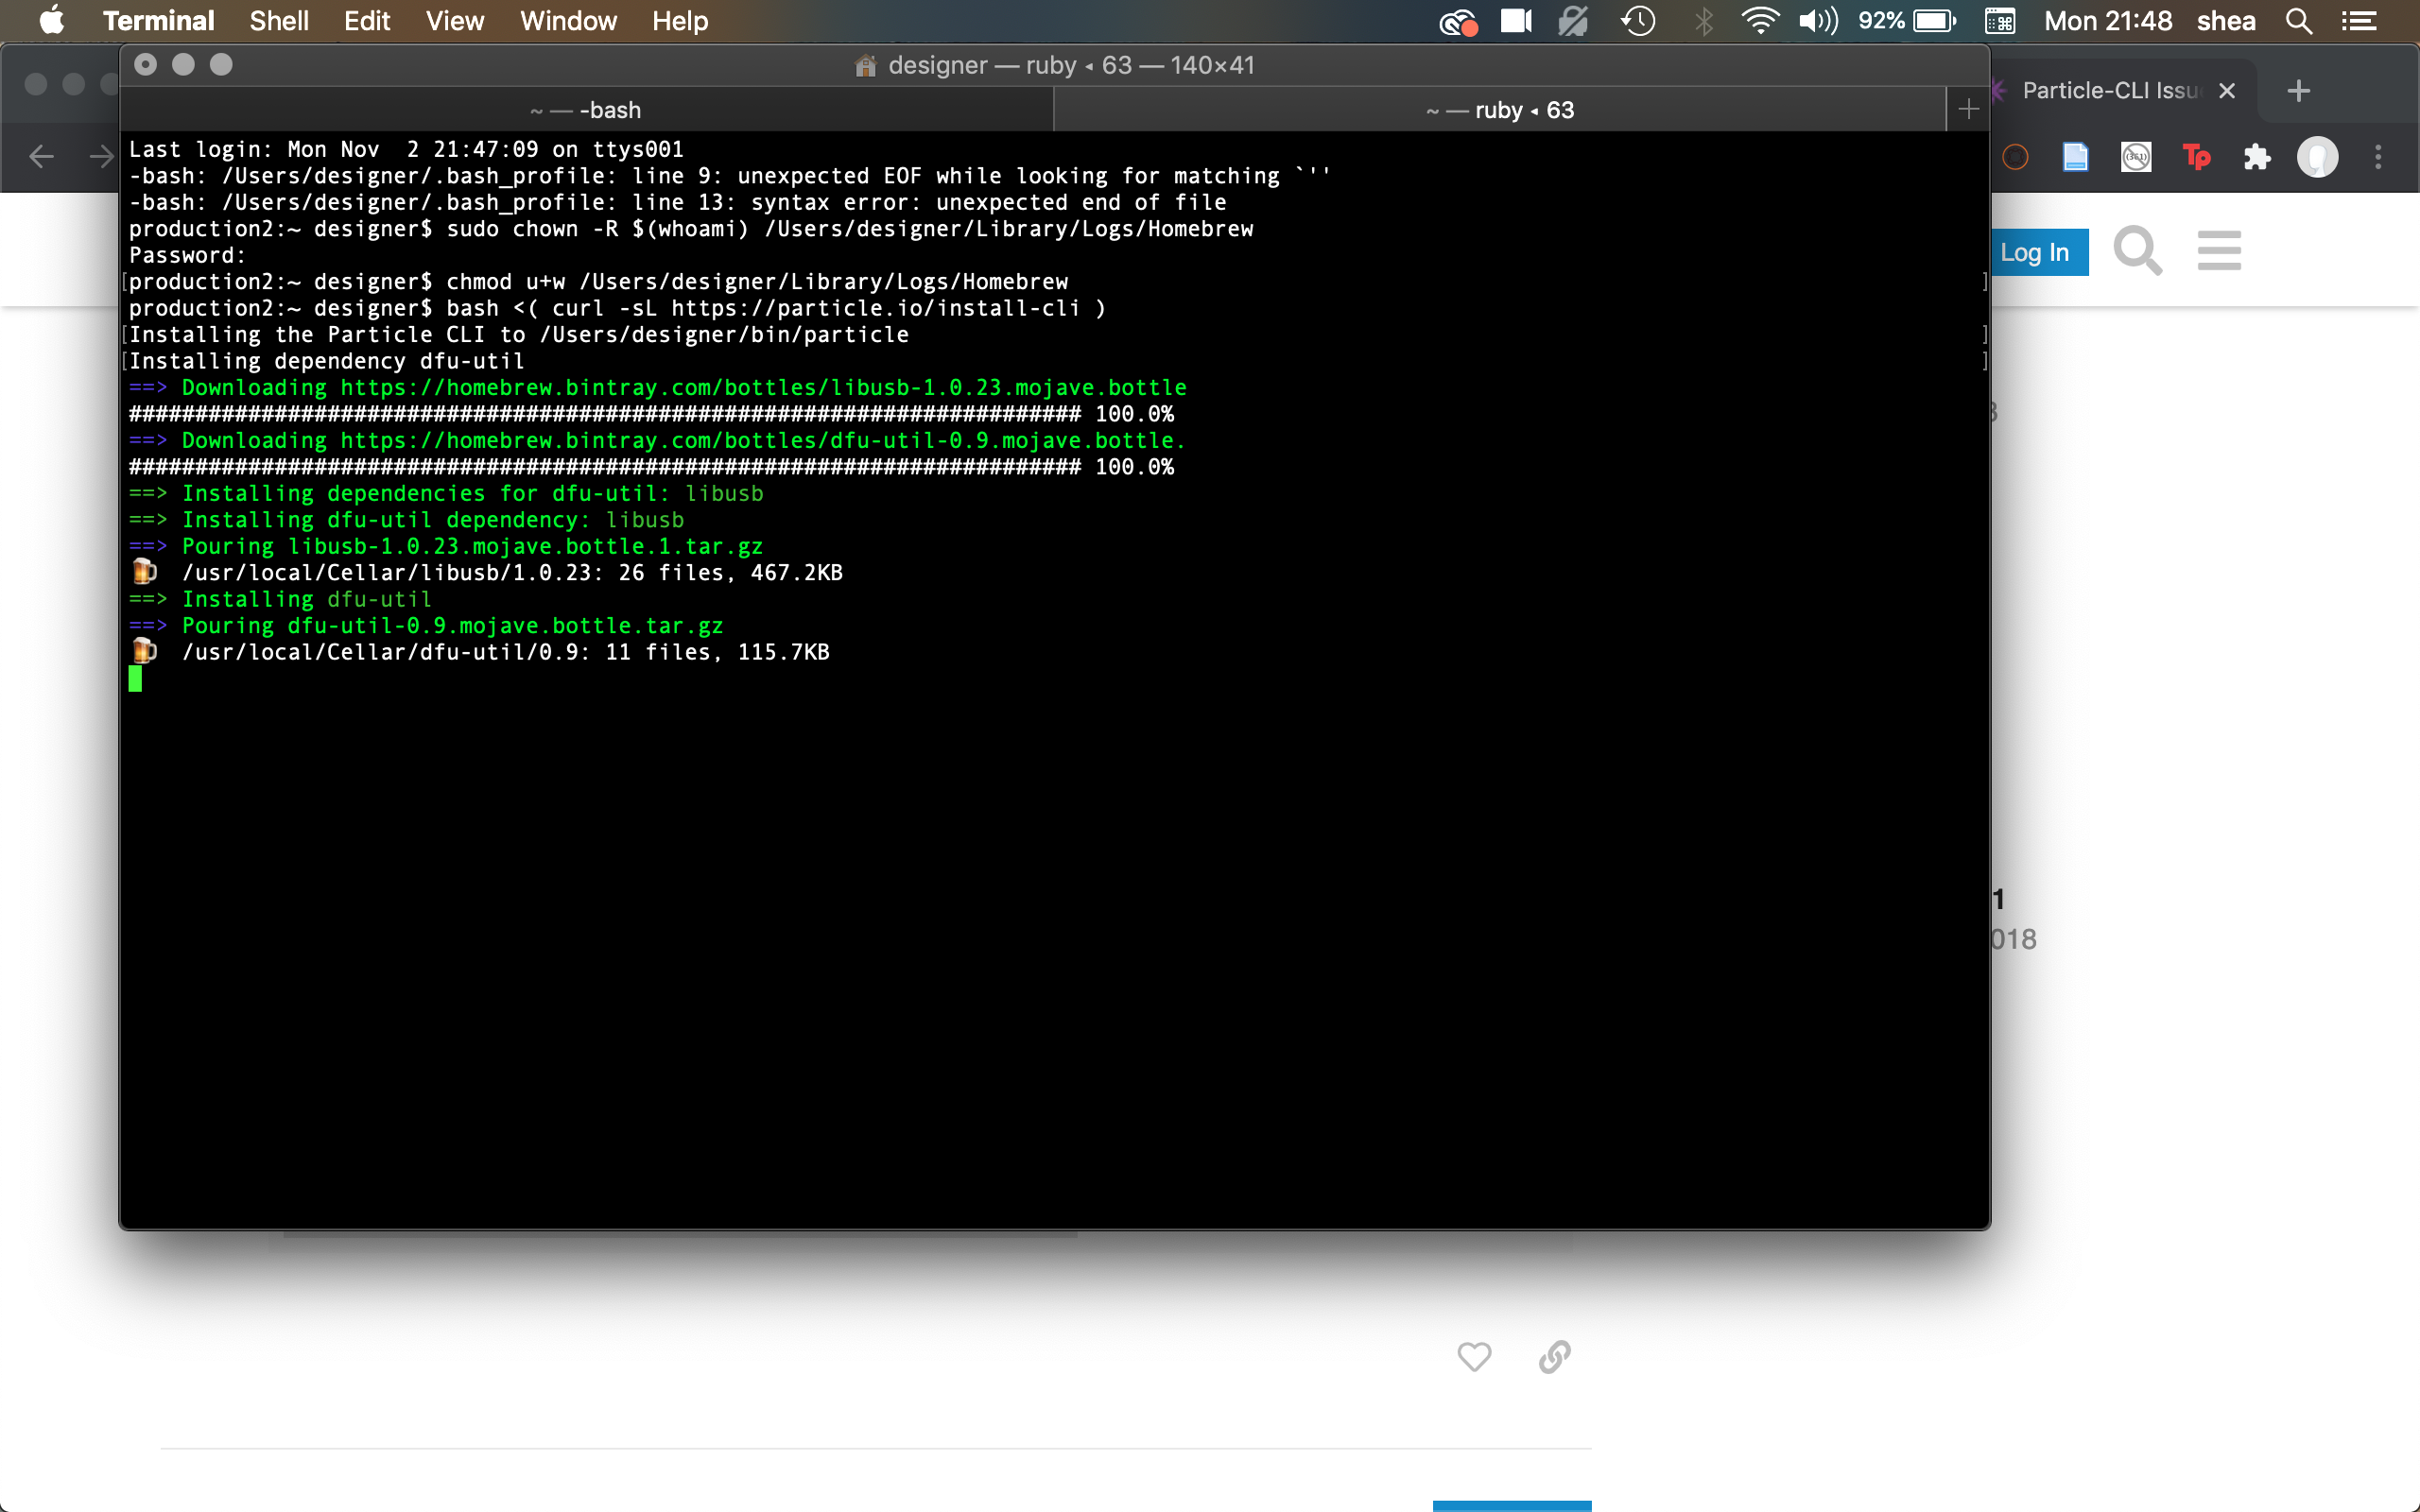 Terminal Shell Edit View Window Help 92% Mon 21:48 shea
designer — ruby ◂ 63 — 140×41
~ — -bash
~ — ruby ◂ 63
Particle-CLI Issu
Last login: Mon Nov  2 21:47:09 on ttys001
-bash: /Users/designer/.bash_profile: line 9: unexpected EOF while looking for matching `''
-bash: /Users/designer/.bash_profile: line 13: syntax error: unexpected end of file
production2:~ designer$ sudo chown -R $(whoami) /Users/designer/Library/Logs/Homebrew
Password:
[production2:~ designer$ chmod u+w /Users/designer/Library/Logs/Homebrew ]
production2:~ designer$ bash <( curl -sL https://particle.io/install-cli )
[Installing the Particle CLI to /Users/designer/bin/particle ]
[Installing dependency dfu-util ]
==> Downloading https://homebrew.bintray.com/bottles/libusb-1.0.23.mojave.bottle
######################################################################## 100.0%
==> Downloading https://homebrew.bintray.com/bottles/dfu-util-0.9.mojave.bottle.
######################################################################## 100.0%
==> Installing dependencies for dfu-util: libusb
==> Installing dfu-util dependency: libusb
==> Pouring libusb-1.0.23.mojave.bottle.1.tar.gz
🍺  /usr/local/Cellar/libusb/1.0.23: 26 files, 467.2KB
==> Installing dfu-util
==> Pouring dfu-util-0.9.mojave.bottle.tar.gz
🍺  /usr/local/Cellar/dfu-util/0.9: 11 files, 115.7KB
Tp
Log In
1
018